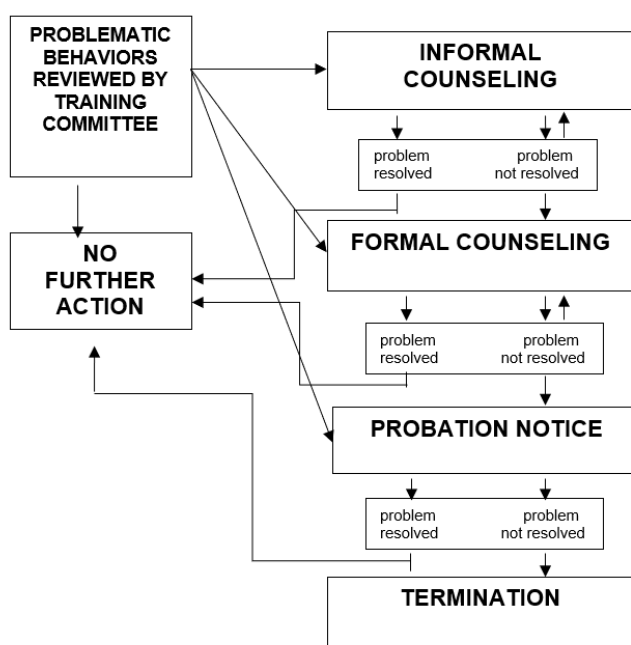 PROBLEMATIC
BEHAVIORS
REVIEWED BY
TRAINING
COMMITTEE
INFORMAL
COUNSELING
problem
resolved
problem
not resolved
NO
FURTHER
ACTION
FORMAL COUNSELING
problem
resolved
problem
not resolved
PROBATION NOTICE
problem
resolved
problem
not resolved
TERMINATION